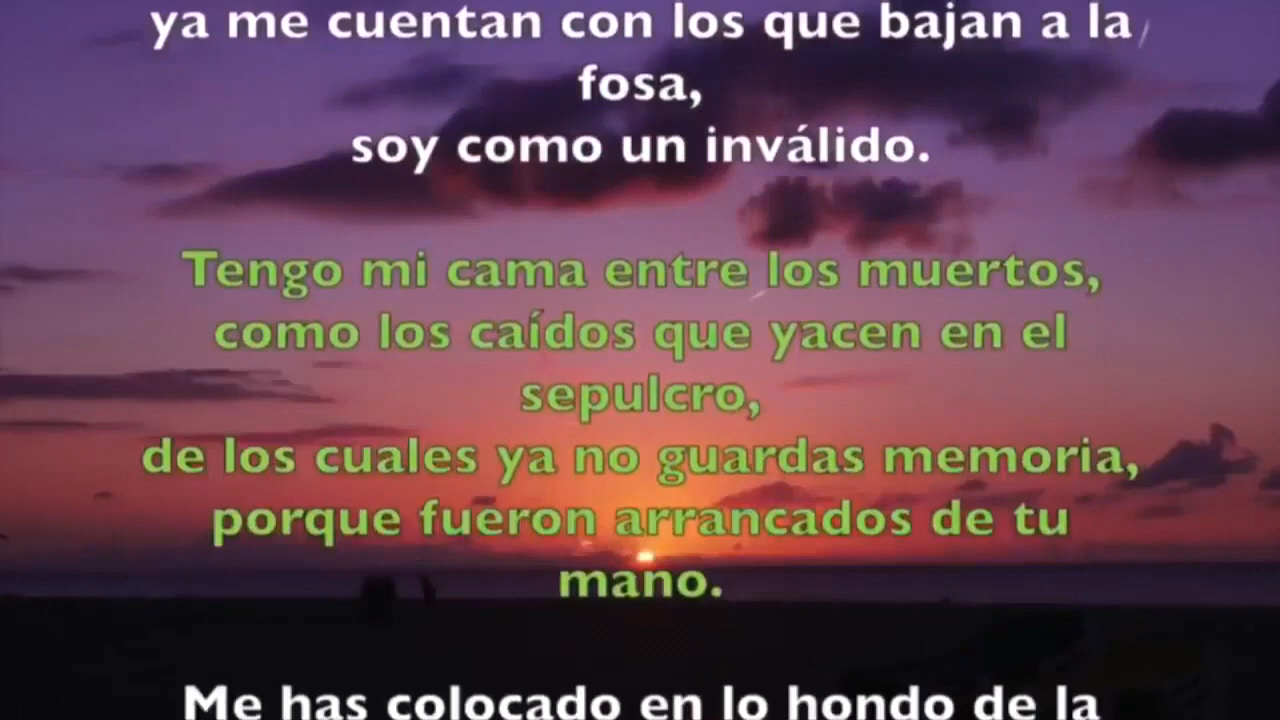 ya me cuentan con los que bajan a la
fosa,
soy como un inválido.
Tengo mi cama entre los muertos,
como los caídos que yacen en el
sepulcro,
de los cuales ya no guardas memoria,
porque fueron arrancados de tu
mano.
Me has colocado en lo hondo de la